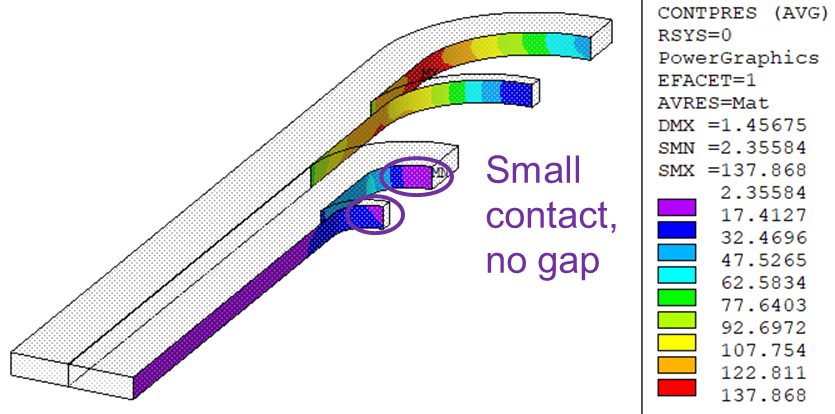 CONTPRES (AVG)
RSYS=0
PowerGraphics
EFACET=1
AVRES=Mat
DMX =1.45675
SMN =2.35584
SMX =137.868
2.35584
17.4127
32.4696
47.5265
62.5834
77.6403
92.6972
107.754
122.811
137.868
MX
MN
Small
contact,
no gap